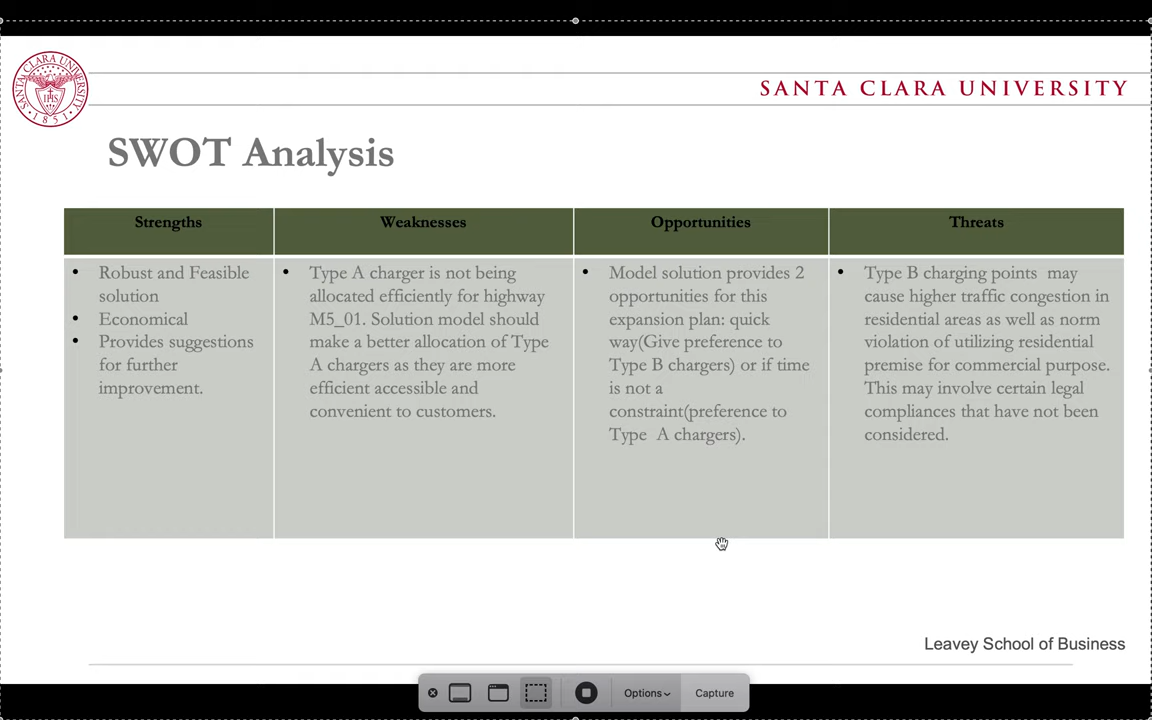 SANTA CLARA UNIVERSITY
SANTA CLARA UNIVERSITY
IHS
1851
SWOT Analysis
Strengths
Weaknesses
Opportunities
Threats
• Robust and Feasible
solution
• Economical
• Provides suggestions
for further
improvement.
• Type A charger is not being
allocated efficiently for highway
M5_01. Solution model should
make a better allocation of Type
A chargers as they are more
efficient accessible and
convenient to customers.
• Model solution provides 2
opportunities for this
expansion plan: quick
way(Give preference to
Type B chargers) or if time
is not a
constraint(preference to
Type A chargers).
• Type B charging points may
cause higher traffic congestion in
residential areas as well as norm
violation of utilizing residential
premise for commercial purpose.
This may involve certain legal
compliances that have not been
considered.
Leavey School of Business
Options
Capture